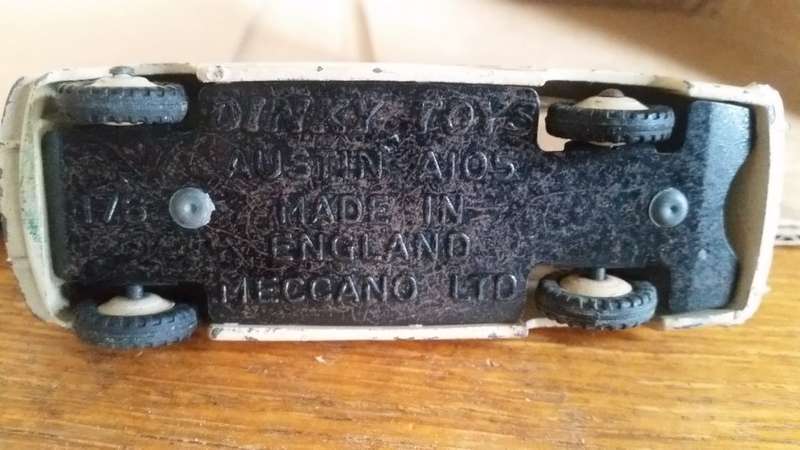 DINKY TOYS
AUSTIN A105
176
MADE IN
ENGLAND
MECCANO LTD